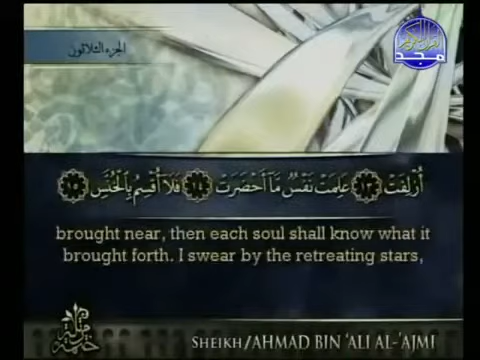 الجزء الثلاثون
المجد
أُزْلِفَتْ ١٣ عَلِمَتْ نَفْسٌ مَّا أَحْضَرَتْ ١٤ فَلَا أُقْسِمُ بِالْخُنَّسِ ١٥
brought near, then each soul shall know what it
brought forth. I swear by the retreating stars,
SHEIKH/AHMAD BIN 'ALI AL-'AJMI